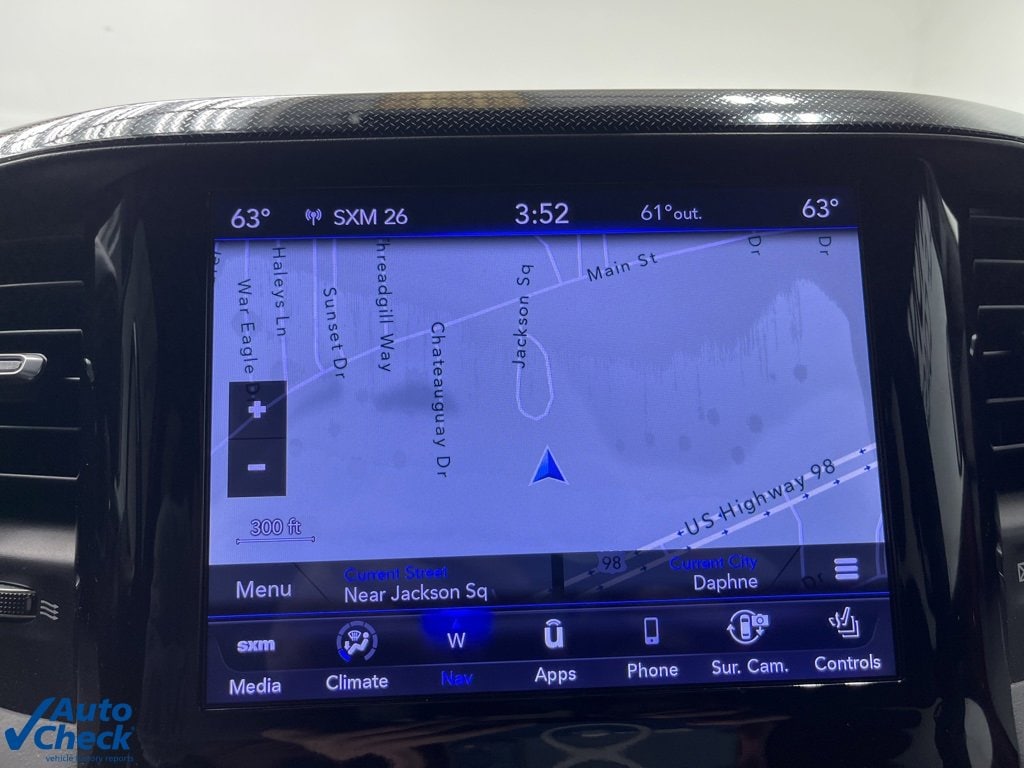 63° SXM 26 3:52 61°out. 63°
Haleys Ln
War Eagle Dr
Sunset Dr
Threadgill Way
Chateauguay Dr
Jackson Sq
Main St
Dr
Dr
+
-
300 ft
US Highway 98
98
Dr
Menu
Current Street
Near Jackson Sq
Current City
Daphne
sxm
Media
Climate
W
Nav
Apps
Phone
Sur. Cam.
Controls
Auto
Check
vehicle history reports